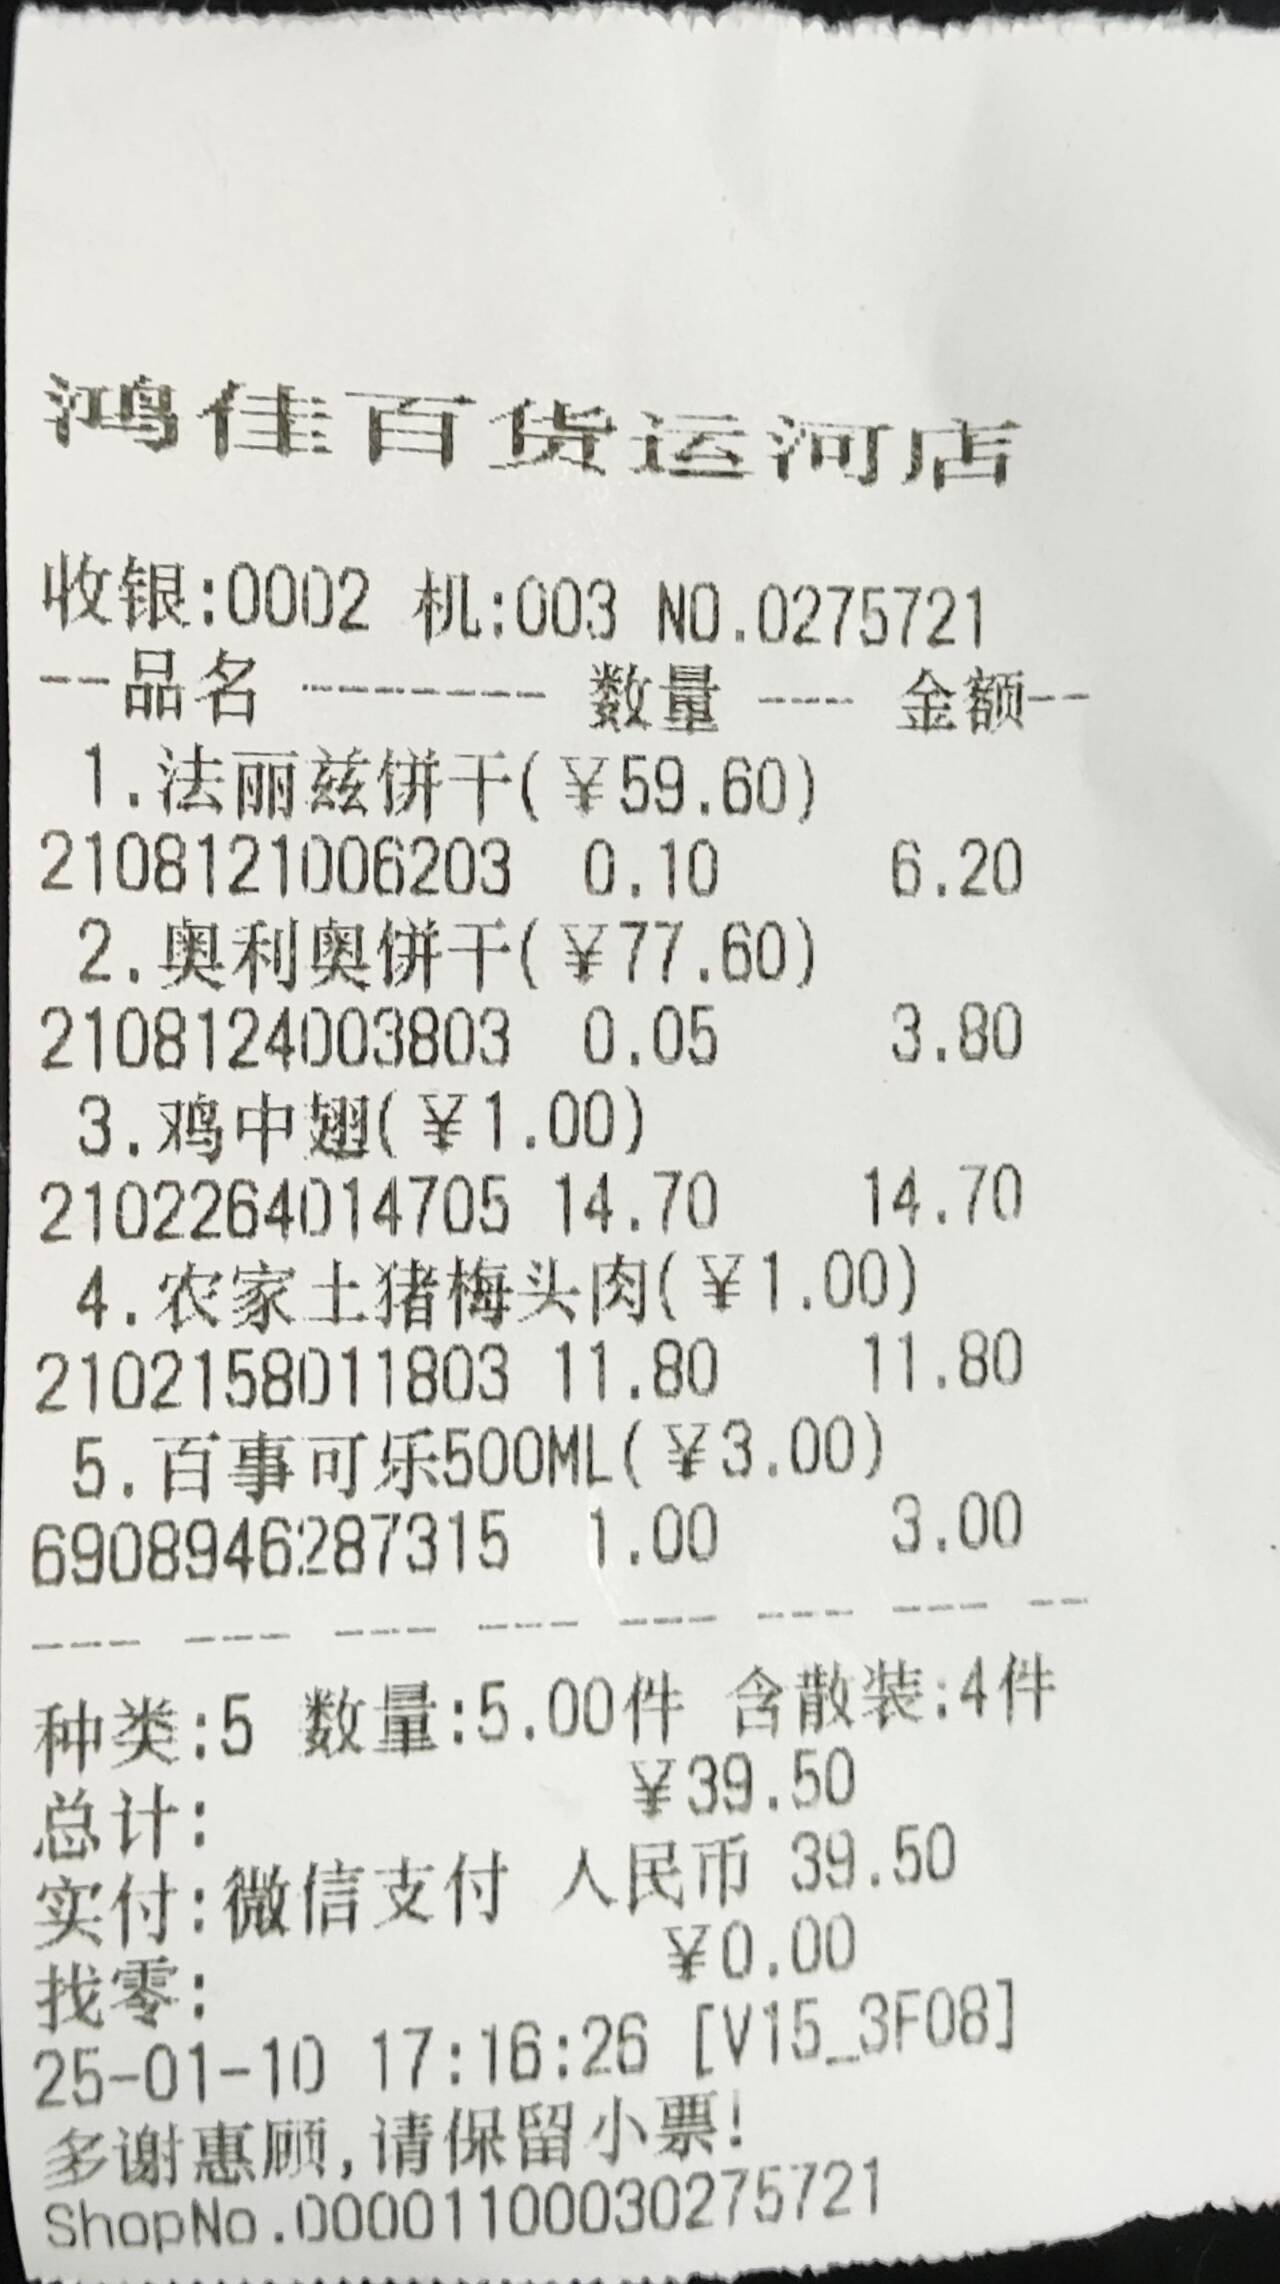 鸿佳百货运河店
收银:0002 机:003 NO.0275721
--品名 -------- 数量 --- 金额--
1.法丽兹饼干(￥59.60)
2108121006203 0.10 6.20
2.奥利奥饼干(￥77.60)
2108124003803 0.05 3.80
3.鸡中翅(￥1.00)
2102264014705 14.70 14.70
4.农家土猪梅头肉(￥1.00)
2102158011803 11.80 11.80
5.百事可乐500ML(￥3.00)
6908946287315 1.00 3.00
--- --- --- --- --- --- --- --
种类:5 数量:5.00件 含散装:4件
总计: ￥39.50
实付:微信支付 人民币 39.50
找零: ￥0.00
25-01-10 17:16:26 [V15_3F08]
多谢惠顾,请保留小票!
ShopNo.00001100030275721